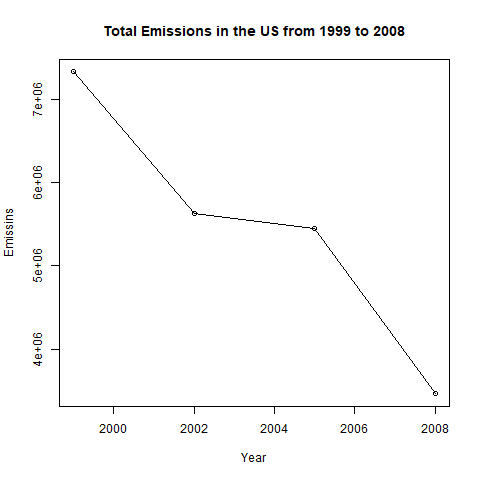 Total Emissions in the US from 1999 to 2008
7e+06
6e+06
5e+06
4e+06
Emissins
2000 2002 2004 2006 2008
Year